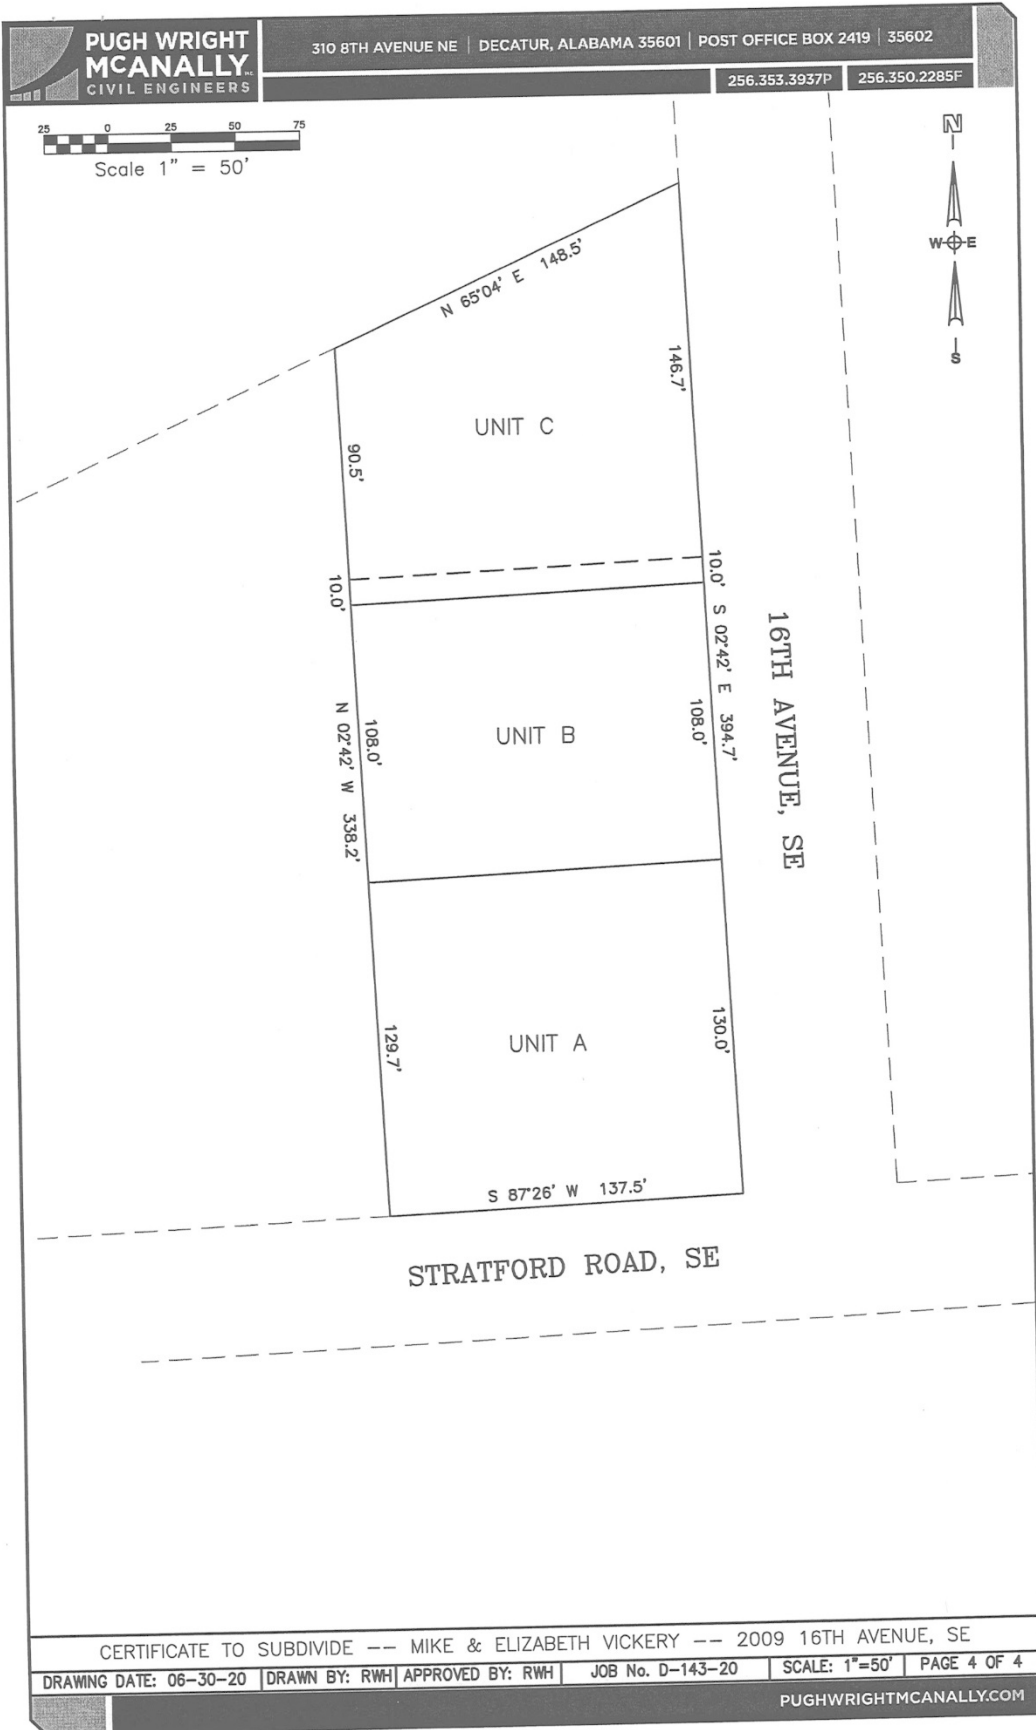 PUGH WRIGHT
MCANALLY INC.
CIVIL ENGINEERS
310 8TH AVENUE NE | DECATUR, ALABAMA 35601 | POST OFFICE BOX 2419 | 35602
256.353.3937P
256.350.2285F
25 0 25 50 75
Scale 1" = 50'
N
W E
S
N 65°04' E 148.5'
146.7'
UNIT C
90.5'
10.0'
10.0'
S 02°42' E 394.7'
16TH AVENUE, SE
108.0'
UNIT B
108.0'
N 02°42' W 338.2'
129.7'
UNIT A
130.0'
S 87°26' W 137.5'
STRATFORD ROAD, SE
CERTIFICATE TO SUBDIVIDE -- MIKE & ELIZABETH VICKERY -- 2009 16TH AVENUE, SE
DRAWING DATE: 06-30-20 DRAWN BY: RWH APPROVED BY: RWH JOB No. D-143-20 SCALE: 1"=50' PAGE 4 OF 4
PUGHWRIGHTMCANALLY.COM